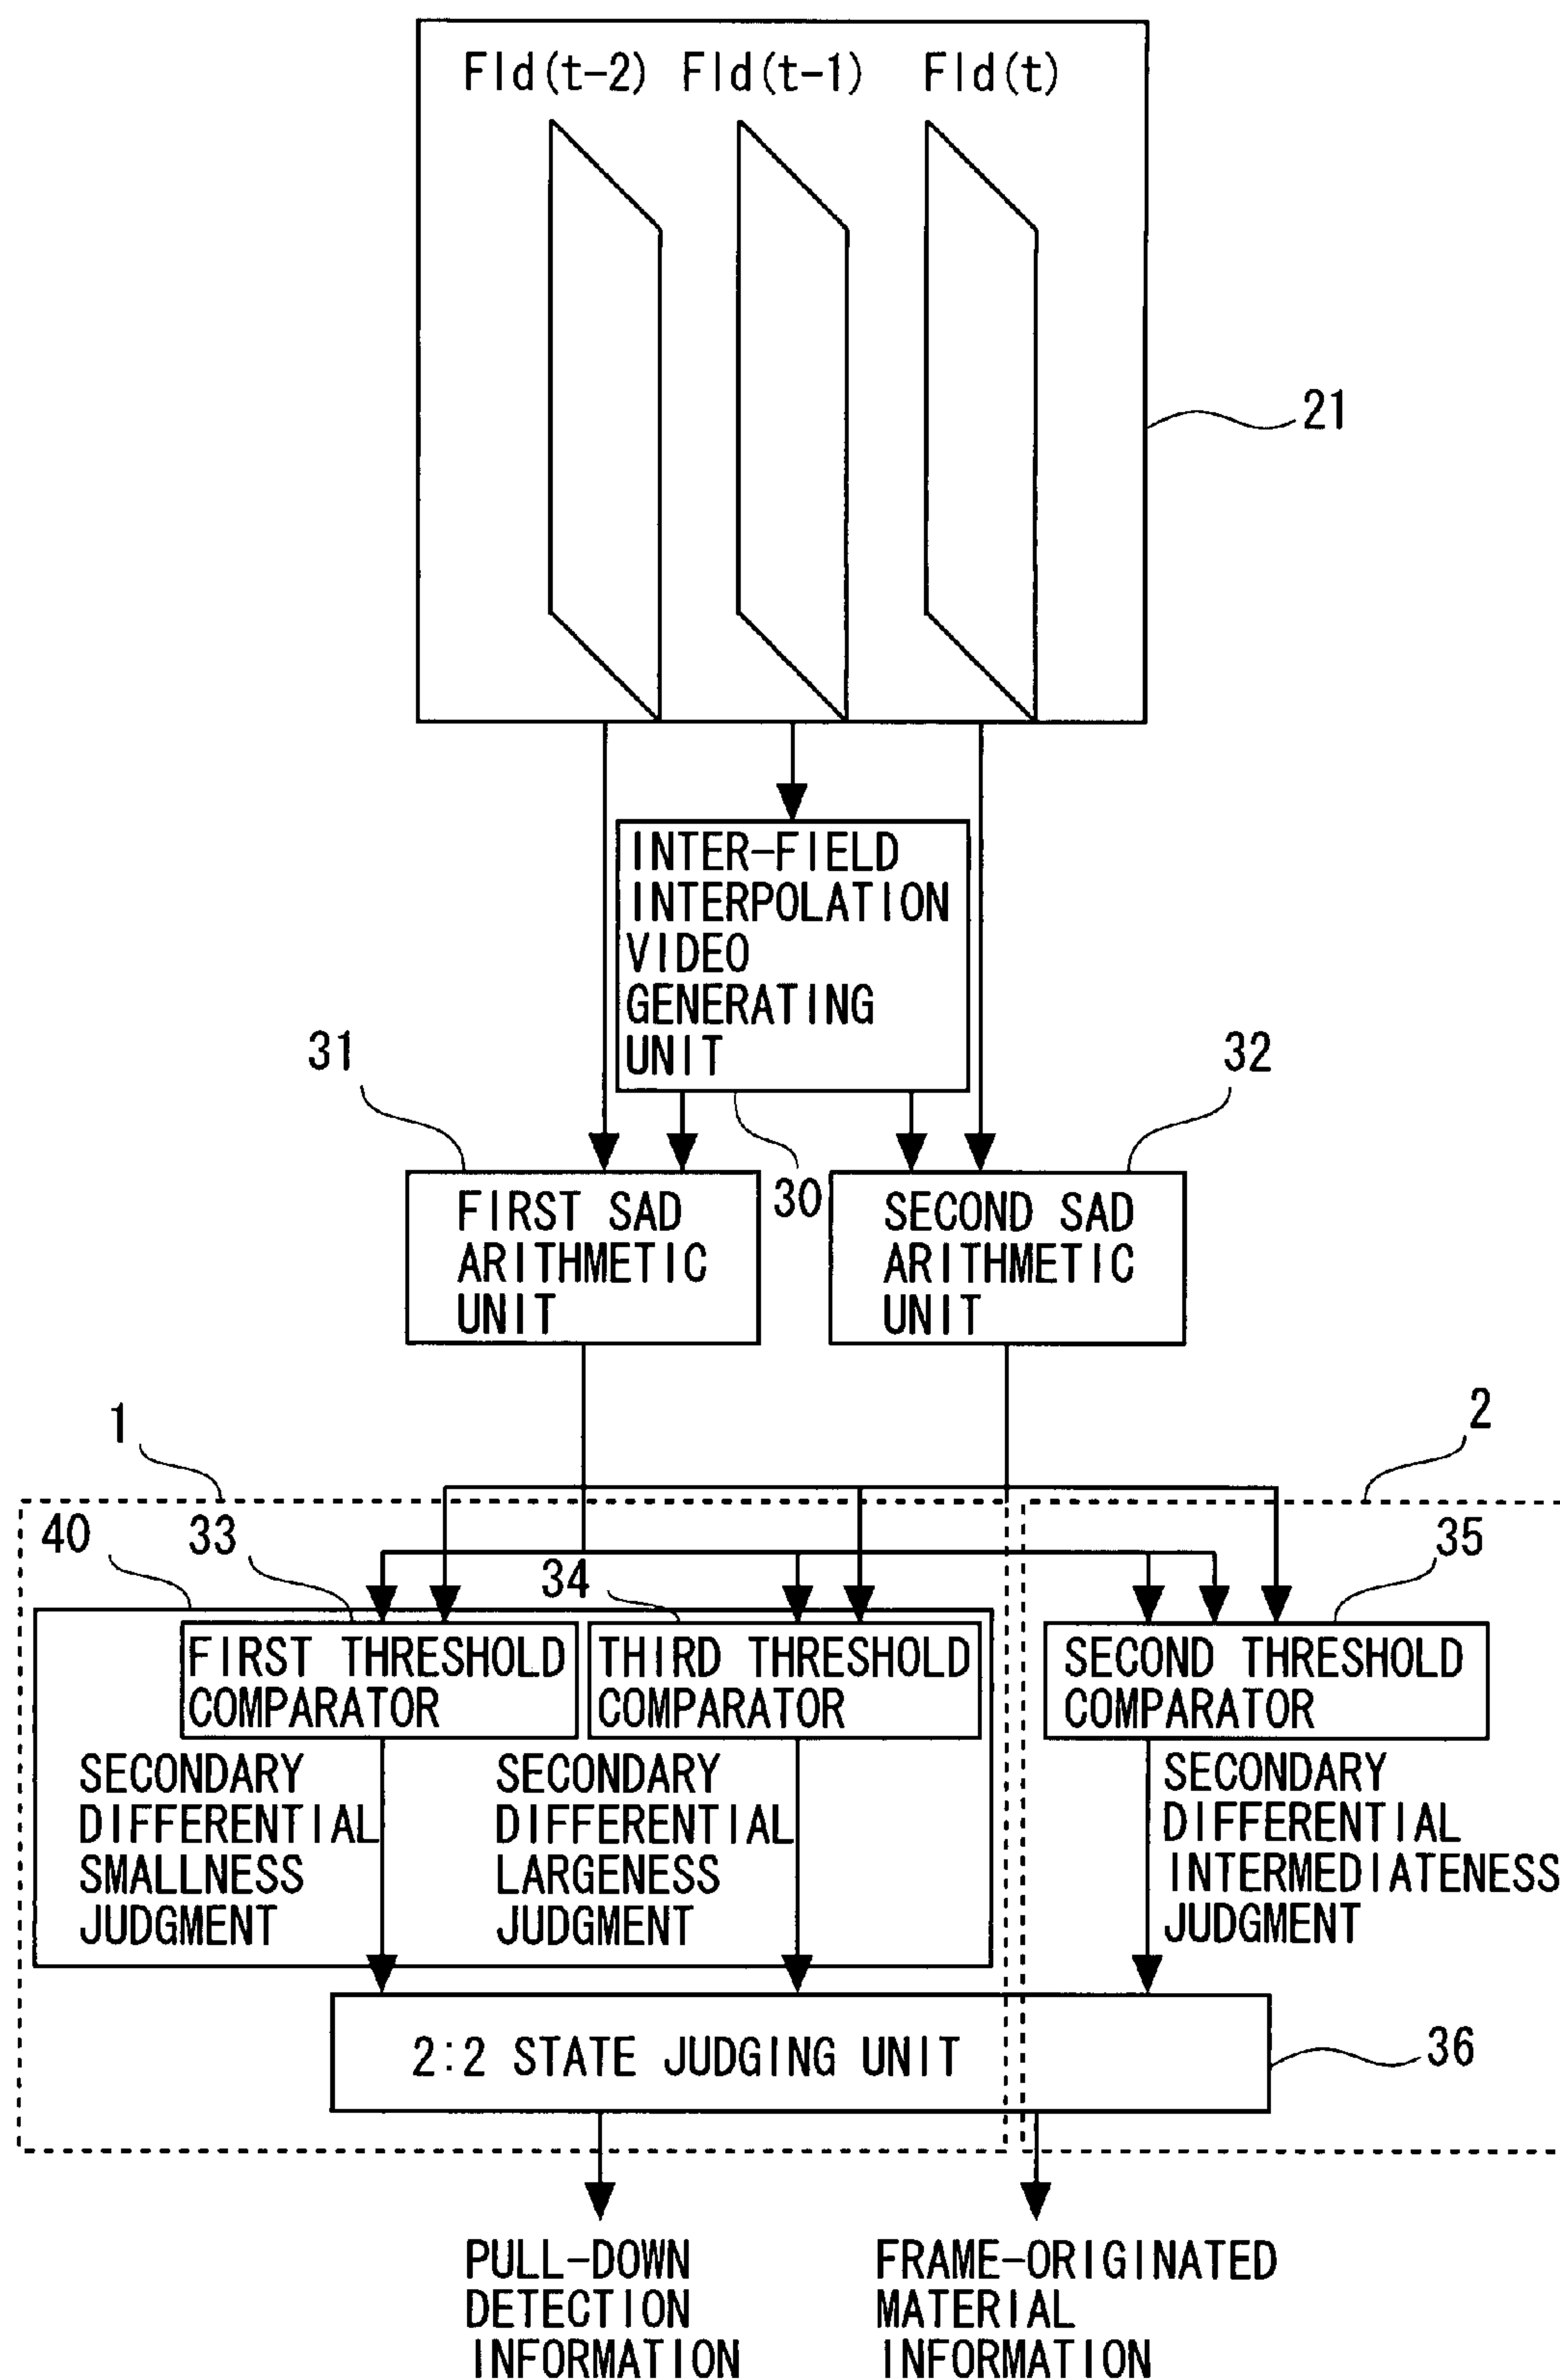 Fld(t-2) Fld(t-1) Fld(t)
21
INTER-FIELD
INTERPOLATION
VIDEO
GENERATING
UNIT
31
32
30
FIRST SAD
ARITHMETIC
UNIT
SECOND SAD
ARITHMETIC
UNIT
1
2
40
33
34
35
FIRST THRESHOLD
COMPARATOR
THIRD THRESHOLD
COMPARATOR
SECOND THRESHOLD
COMPARATOR
SECONDARY
DIFFERENTIAL
SMALLNESS
JUDGMENT
SECONDARY
DIFFERENTIAL
LARGENESS
JUDGMENT
SECONDARY
DIFFERENTIAL
INTERMEDIATENESS
JUDGMENT
2:2 STATE JUDGING UNIT
36
PULL-DOWN
DETECTION
INFORMATION
FRAME-ORIGINATED
MATERIAL
INFORMATION